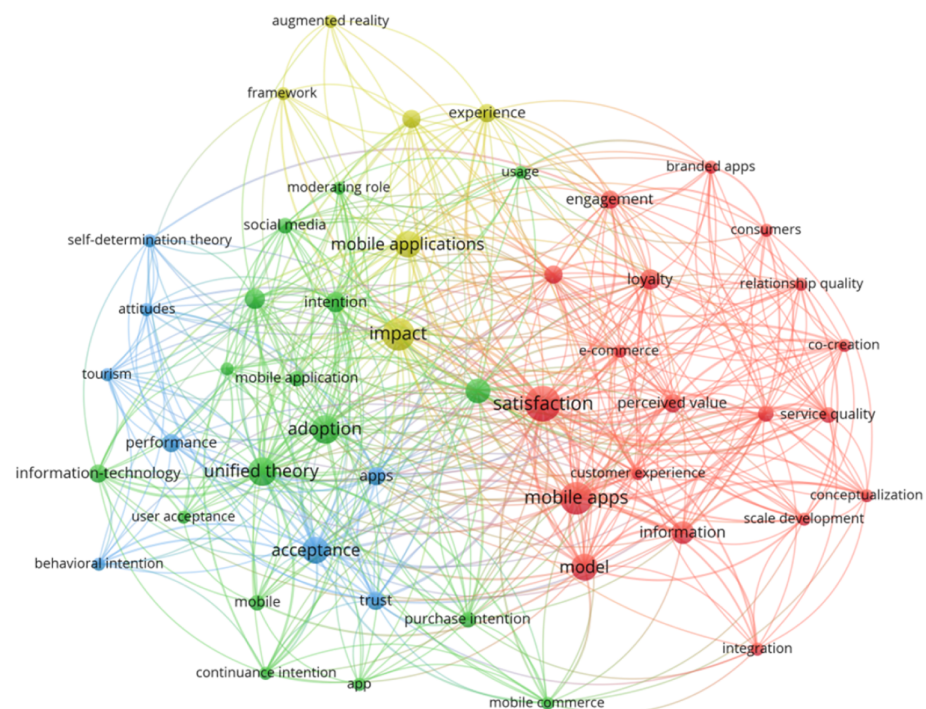 augmented reality
framework
experience
branded apps
usage
moderating role
engagement
social media
consumers
self-determination theory
mobile applications
loyalty
relationship quality
intention
attitudes
impact
co-creation
e-commerce
tourism
mobile application
satisfaction
perceived value
service quality
adoption
performance
information-technology
unified theory
apps
customer experience
mobile apps
conceptualization
user acceptance
scale development
information
acceptance
behavioral intention
model
mobile
trust
purchase intention
integration
continuance intention
app
mobile commerce